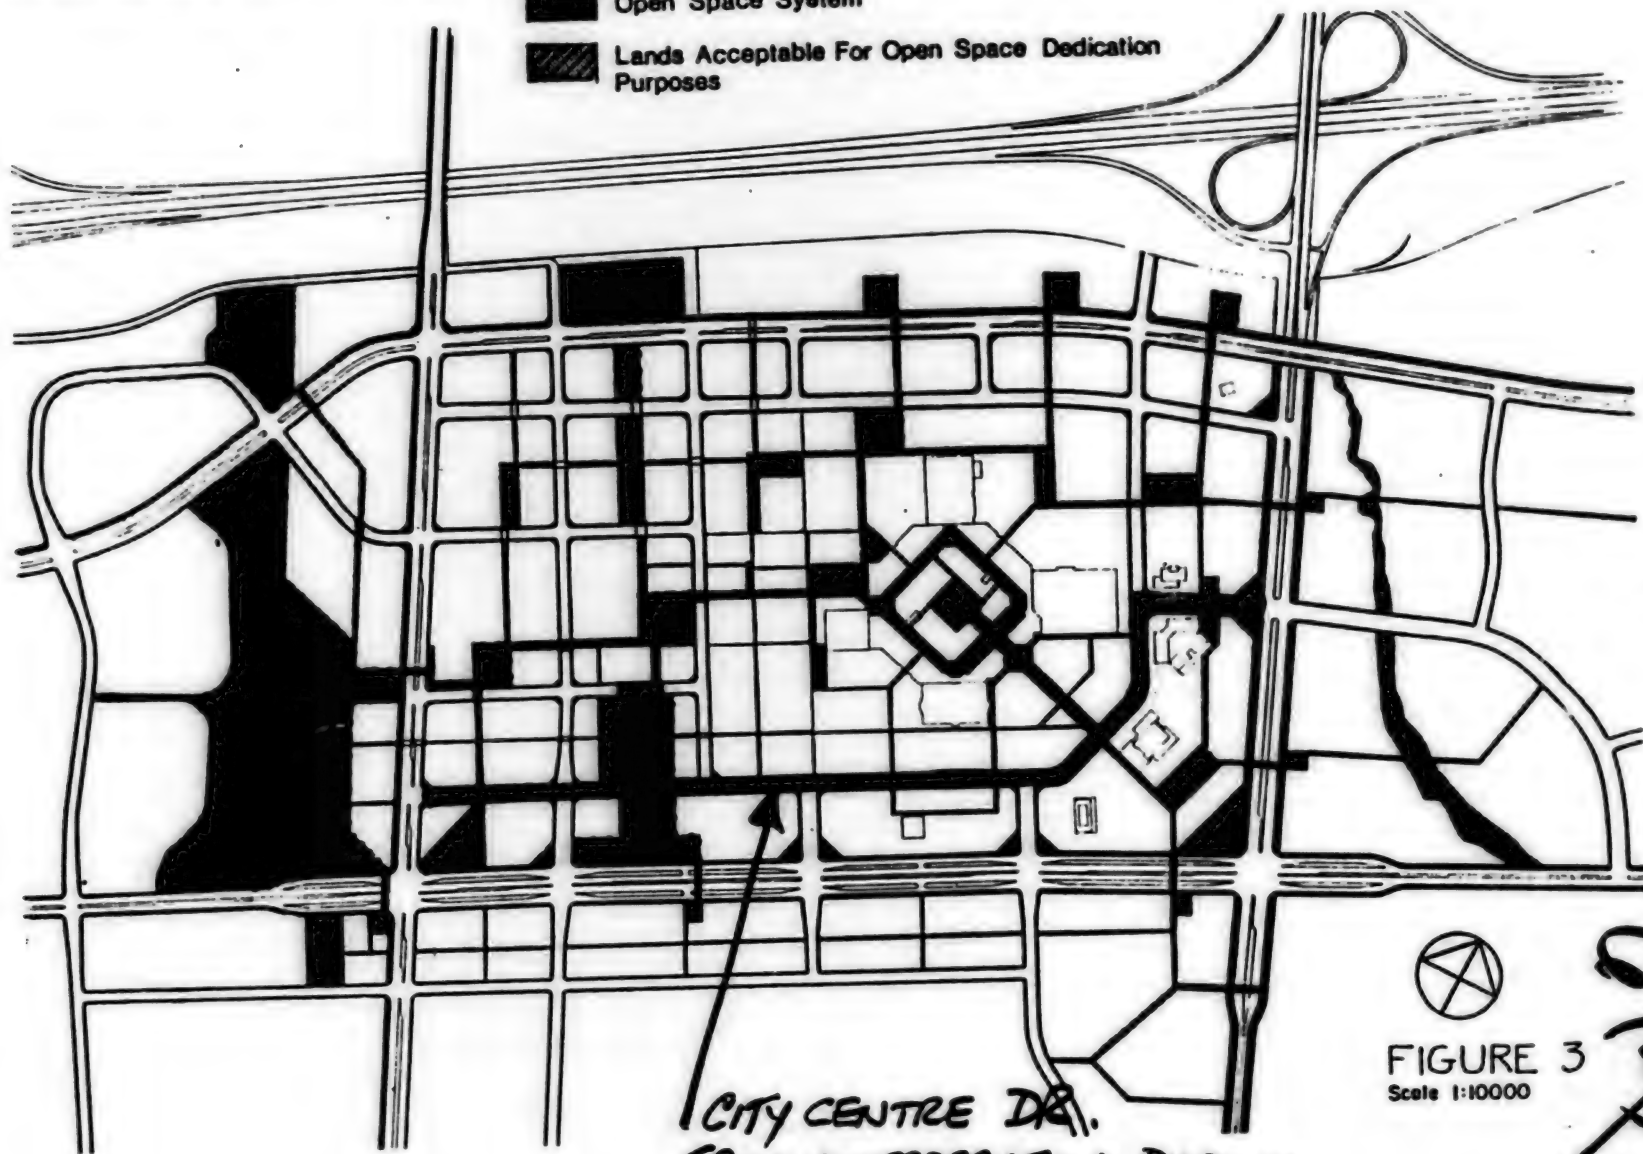 Open Space System
Lands Acceptable For Open Space Dedication
Purposes
FIGURE 3
Scale 1:10000
CITY CENTRE DR.